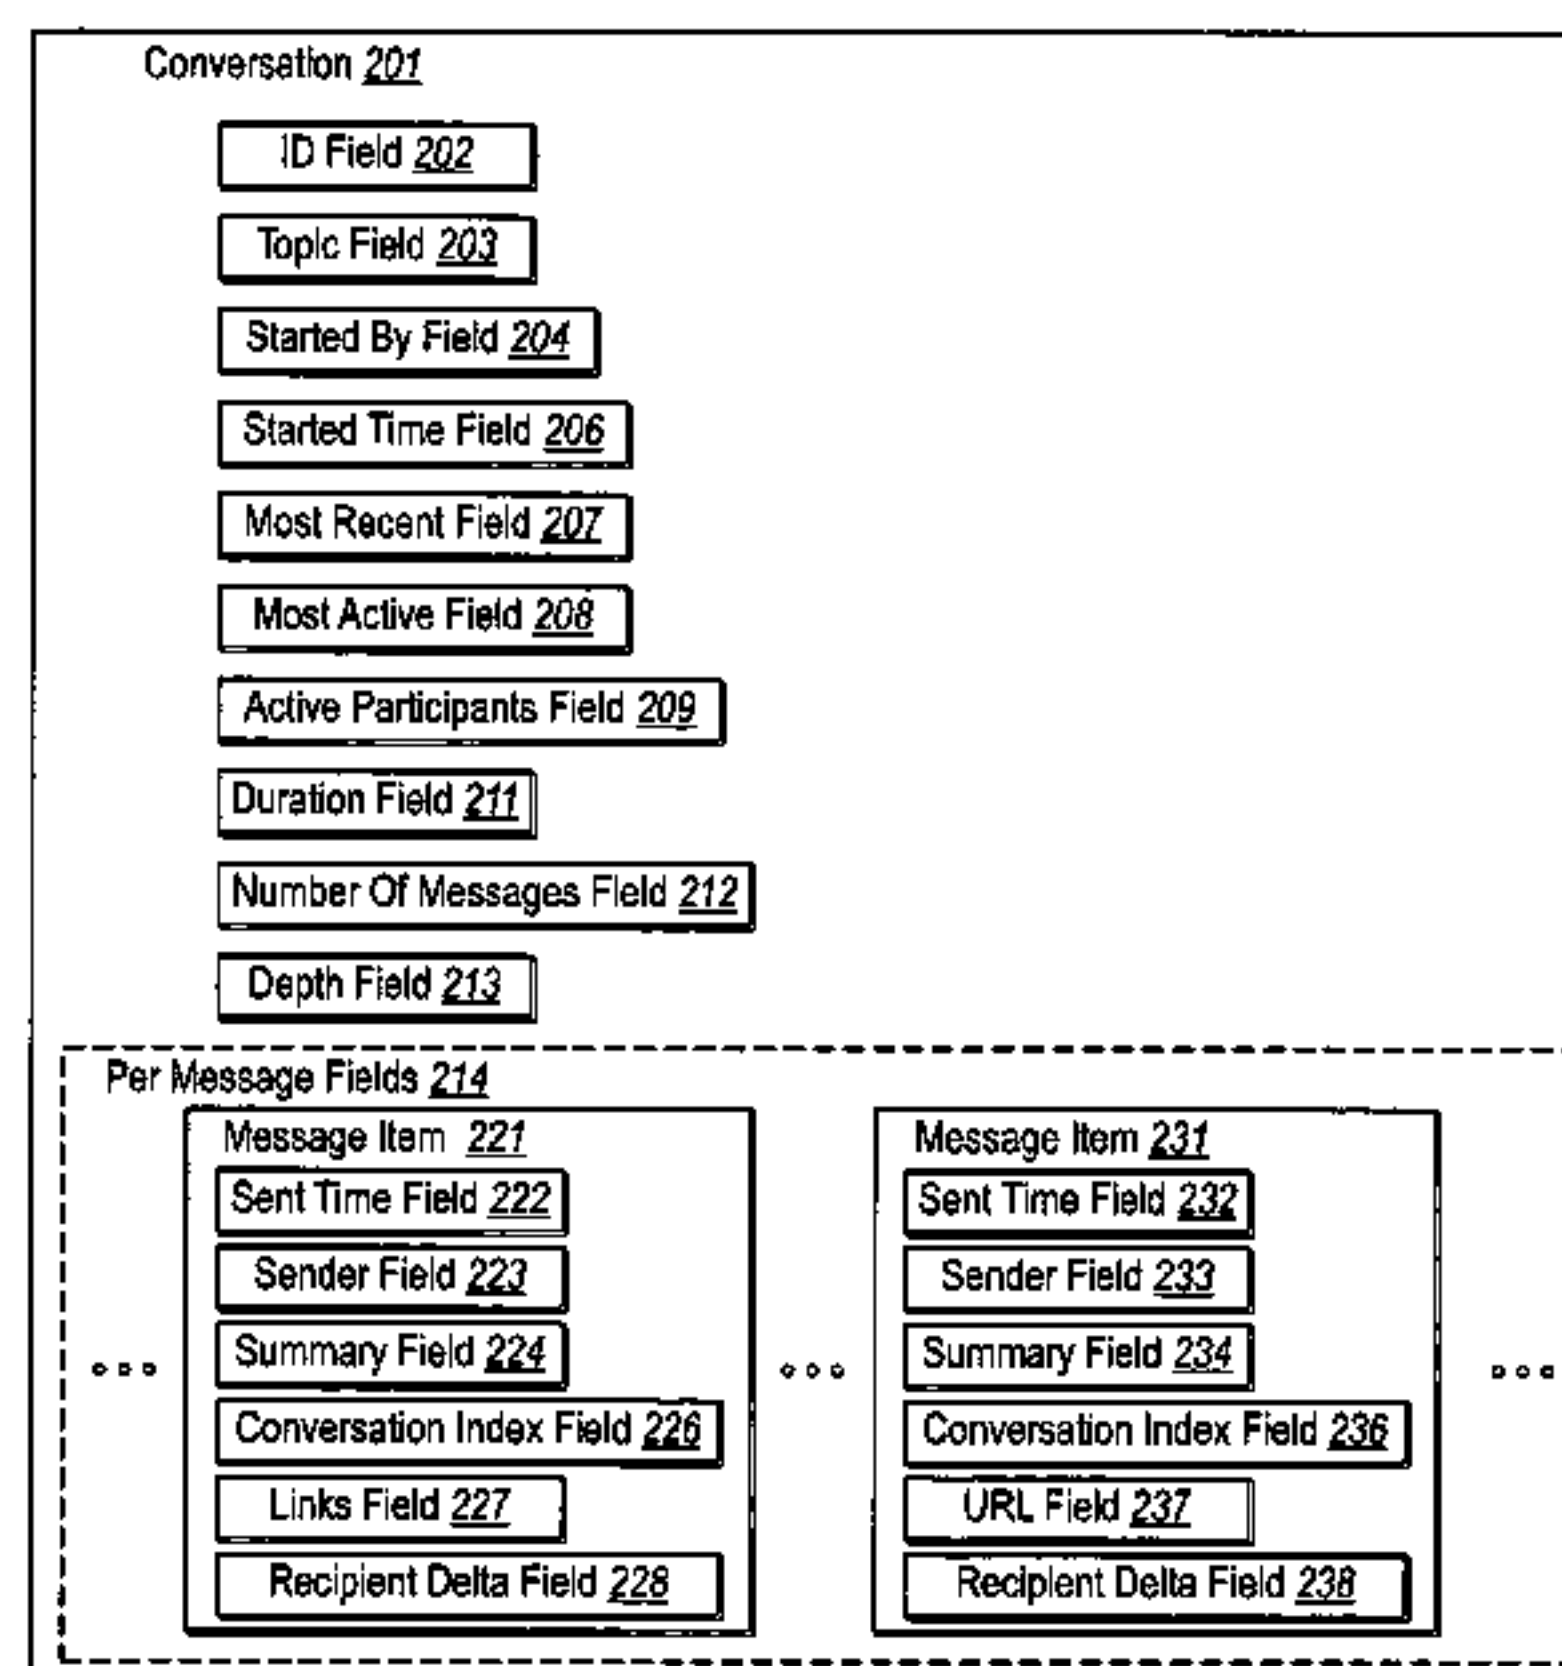 Conversation 201
ID Field 202
Topic Field 203
Started By Field 204
Started Time Field 206
Most Recent Field 207
Most Active Field 208
Active Participants Field 209
Duration Field 211
Number Of Messages Field 212
Depth Field 213
Per Message Fields 214
Message Item 221
Sent Time Field 222
Sender Field 223
Summary Field 224
Conversation Index Field 226
Links Field 227
Recipient Delta Field 228
Message Item 231
Sent Time Field 232
Sender Field 233
Summary Field 234
Conversation Index Field 236
URL Field 237
Recipient Delta Field 238